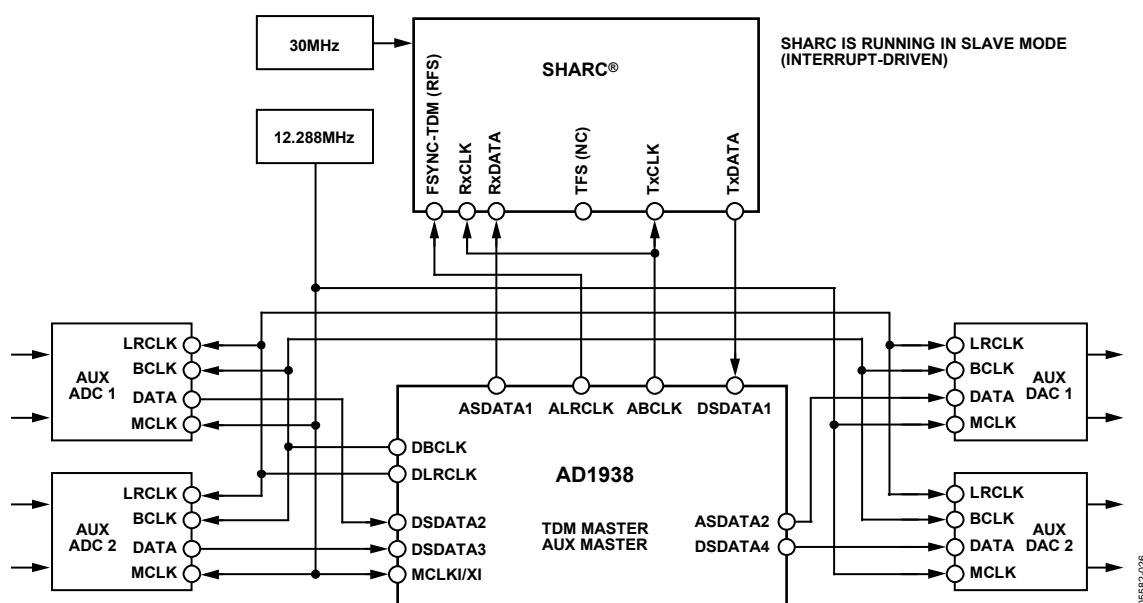 30MHz
12.288MHz
SHARC®
SHARC IS RUNNING IN SLAVE MODE
(INTERRUPT-DRIVEN)
FSYNC-TDM (RFS)
RxCLK
RxDATA
TFS (NC)
TxCLK
TxDATA
LRCLK
BCLK
DATA
MCLK
AUX
ADC 1
LRCLK
BCLK
DATA
MCLK
AUX
ADC 2
ASDATA1
ALRCLK
ABCLK
DSDATA1
DBCLK
DLRCLK
DSDATA2
DSDATA3
MCLKI/XI
AD1938
TDM MASTER
AUX MASTER
ASDATA2
DSDATA4
LRCLK
BCLK
DATA
MCLK
AUX
DAC 1
LRCLK
BCLK
DATA
MCLK
AUX
DAC 2
05582-026